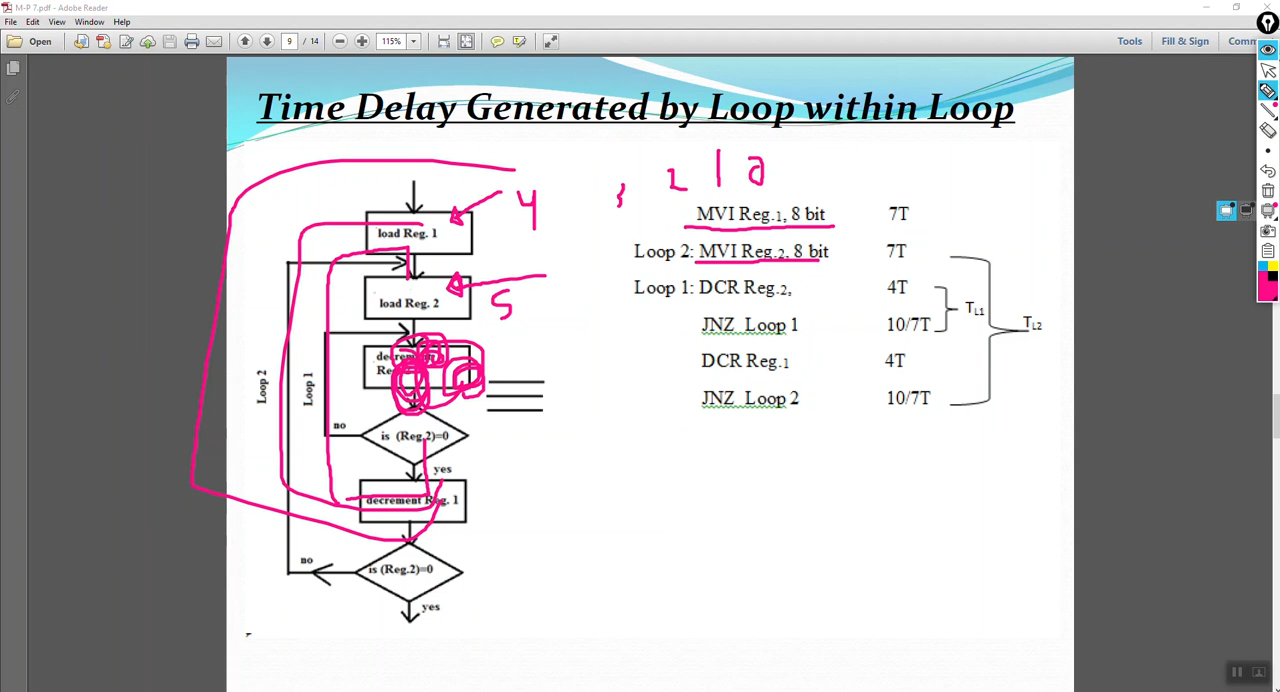 M-P 7.pdf - Adobe Reader
File Edit View Window Help
Open 9 / 14 115% Tools Fill & Sign
Time Delay Generated by Loop within Loop
3 2 1 0
4
load Reg. 1
load Reg. 2
5
is (Reg.2)=0
no
yes
decrement Reg. 1
is (Reg.2)=0
no
yes
Loop 2
Loop 1
MVI Reg.1, 8 bit 7T
Loop 2: MVI Reg.2, 8 bit 7T
Loop 1: DCR Reg.2, 4T
JNZ Loop 1 10/7T
DCR Reg.1 4T
JNZ Loop 2 10/7T
TL1
TL2